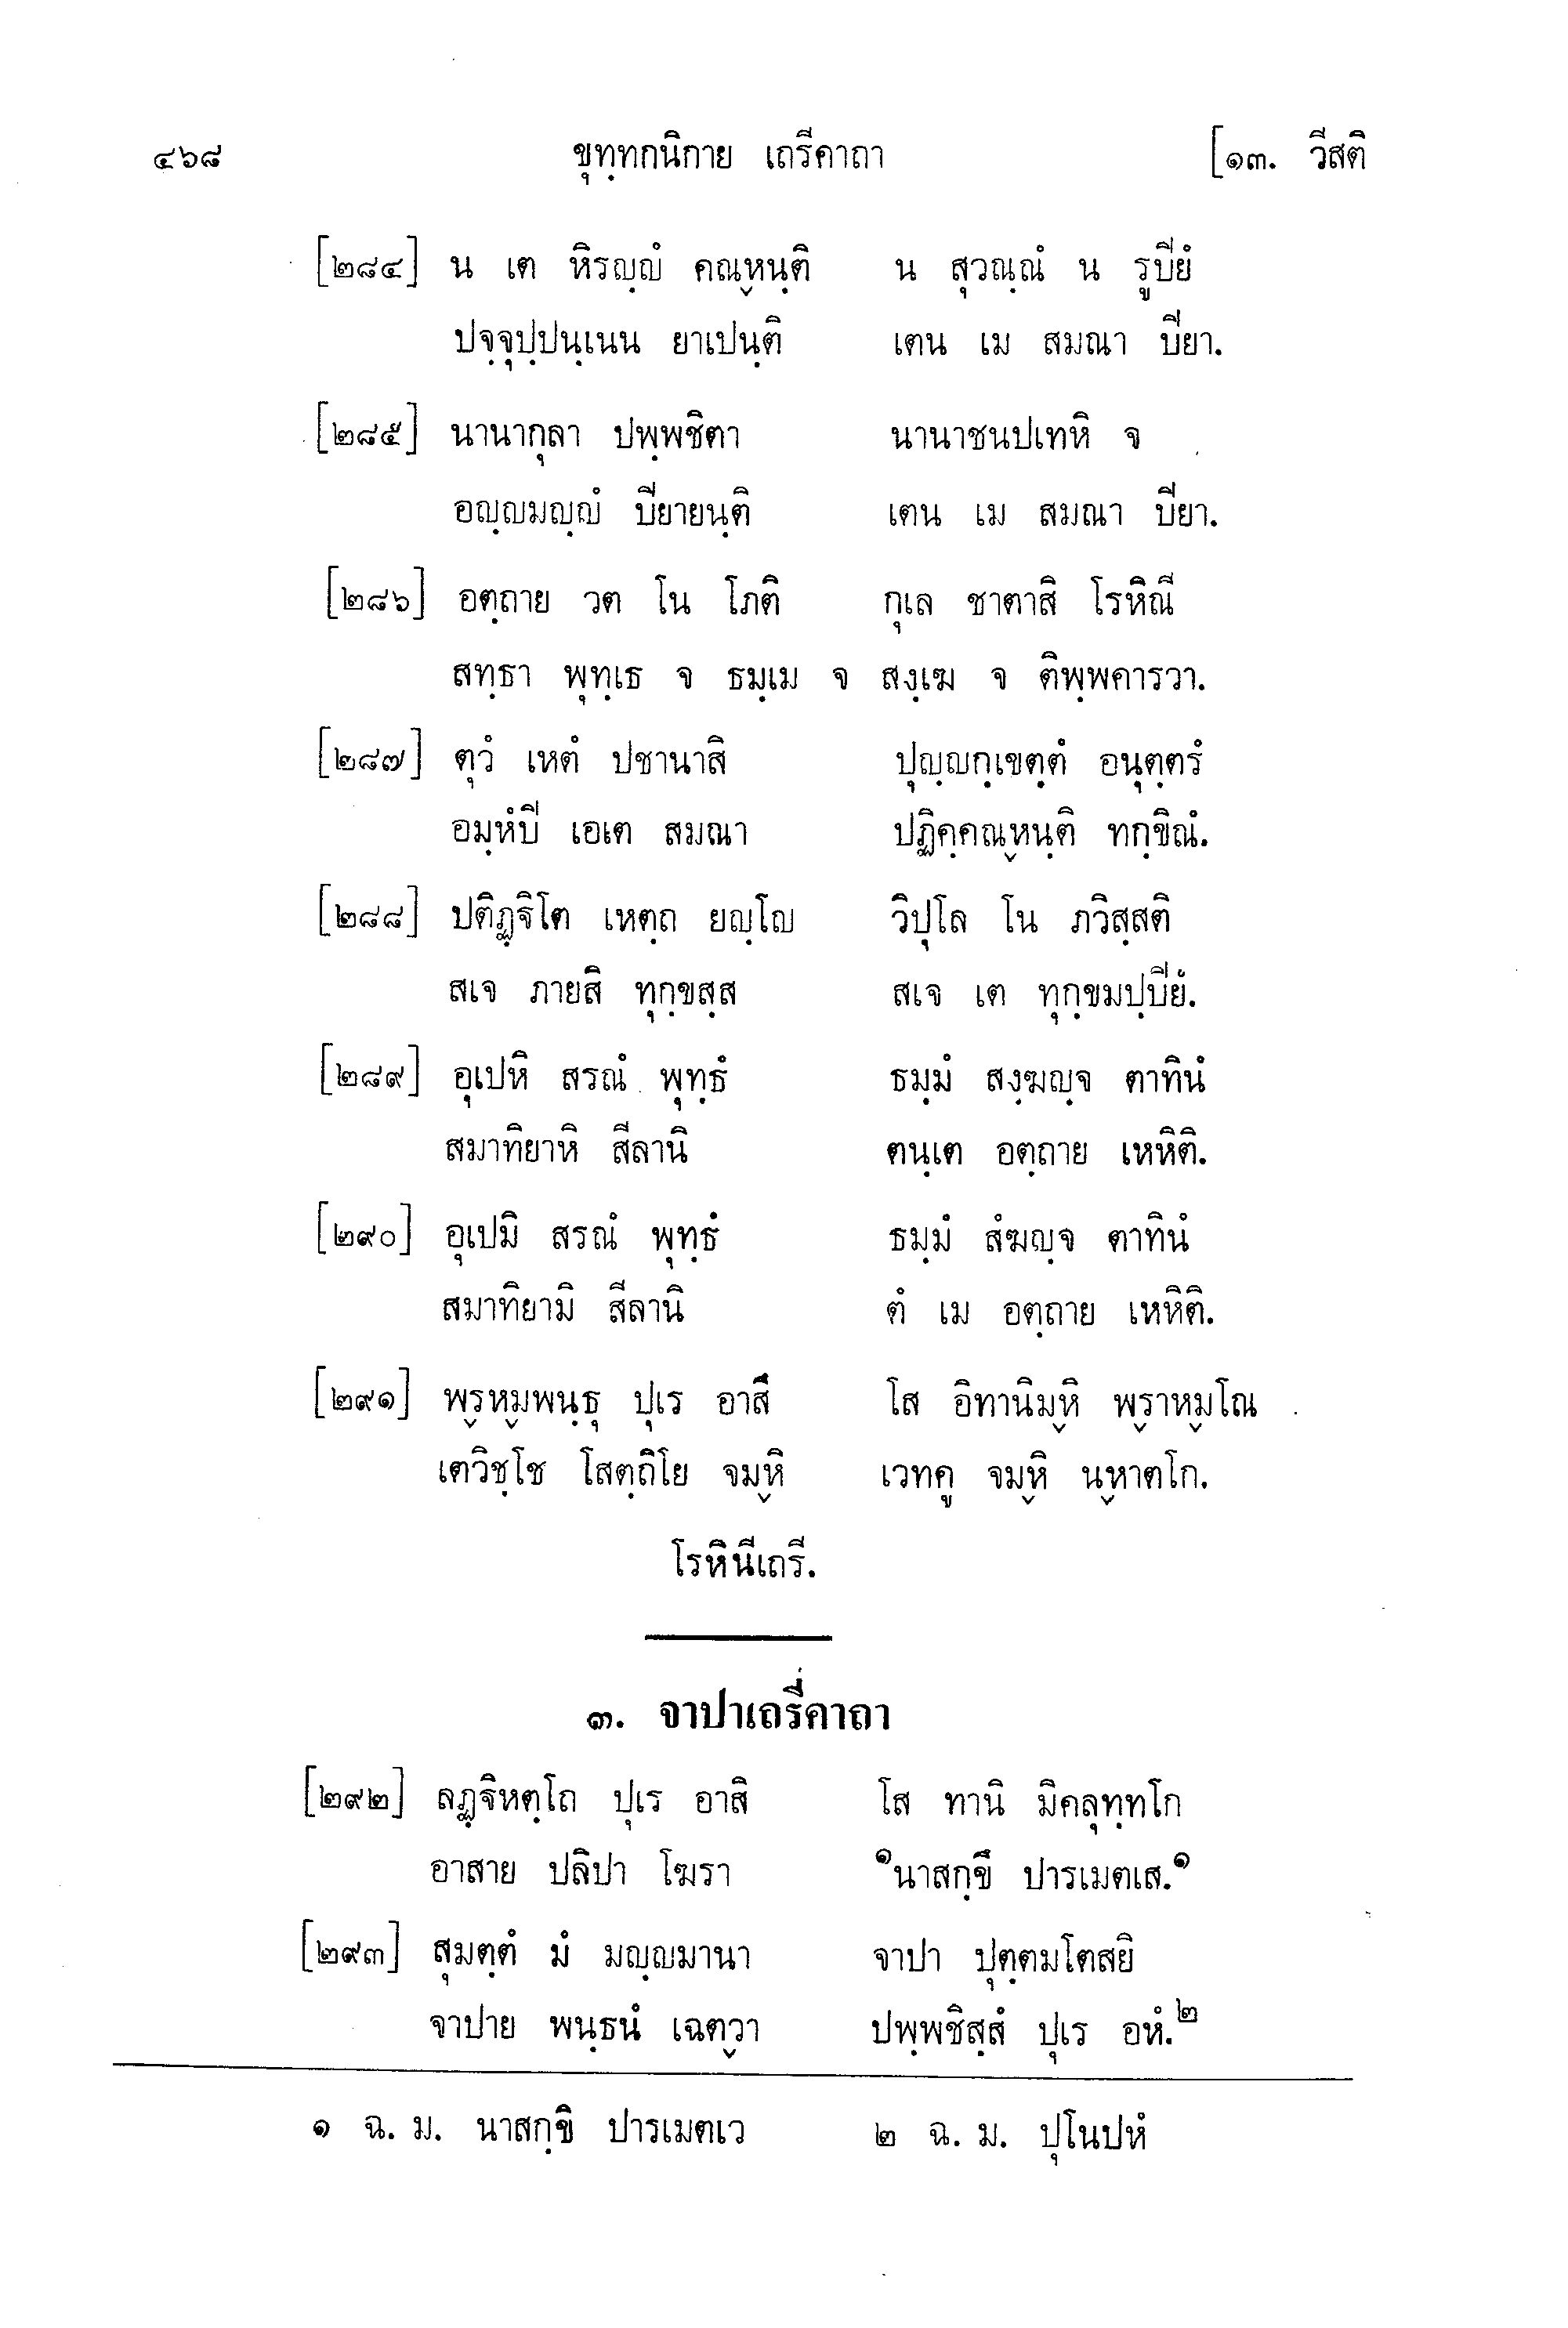 ๔๖๘ ขุทฺทกนิกาย เถรีคาถา [๑๓. วีสติ
[๒๘๔] น เต หิรญฺญํ คณ๎หนฺติ น สุวณฺณํ น รูปิยํ
ปจฺจุปฺปนฺเนน ยาเปนฺติ เตน เม สมณา ปิยา.
[๒๘๕] นานากุลา ปพฺพชิตา นานาชนปเทหิ จ
อญฺญมญฺญํ ปิยายนฺติ เตน เม สมณา ปิยา.
[๒๘๖] อตฺถาย วต โน โภติ กุเล ชาตาสิ โรหิณี
สทฺธา พุทฺเธ จ ธมฺเม จ สงฺเฆ จ ติพฺพคารวา.
[๒๘๗] ตุวํ เหตํ ปชานาสิ ปุญฺญกฺเขตฺตํ อนุตฺตรํ
อมฺหํปิ เอเต สมณา ปฏิคฺคณ๎หนฺติ ทกฺขิณํ.
[๒๘๘] ปติฏฺฐิโต เหตฺถ ยญฺโญ วิปุโล โน ภวิสฺสติ
สเจ ภายสิ ทุกฺขสฺส สเจ เต ทุกฺขมปฺปิยํ.
[๒๘๙] อุเปหิ สรณํ พุทฺธํ ธมฺมํ สงฺฆญฺจ ตาทินํ
สมาทิยาหิ สีลานิ ตนฺเต อตฺถาย เหหิติ.
[๒๙๐] อุเปมิ สรณํ พุทฺธํ ธมฺมํ สํฆญฺจ ตาทินํ
สมาทิยามิ สีลานิ ตํ เม อตฺถาย เหหิติ.
[๒๙๑] พ๎รห๎มพนฺธุ ปุเร อาสึ โส อิทานิม๎หิ พ๎ราห๎มโณ
เตวิชฺโช โสตฺถิโย จม๎หิ เวทคู จม๎หิ น๎หาตโก.
โรหินีเถรี.
๓. จาปาเถรีคาถา
[๒๙๒] ลฏฺฐิหตฺโถ ปุเร อาสิ โส ทานิ มิคลุทฺทโก
อาสาย ปลิปา โฆรา ๑นาสกฺขึ ปารเมตเส.๑
[๒๙๓] สุมตฺตํ มํ มญฺญมานา จาปา ปุตฺตมโตสยิ
จาปาย พนฺธนํ เฉต๎วา ปพฺพชิสฺสํ ปุเร อหํ.๒
๑ ฉ. ม. นาสกฺขิ ปารเมตเว ๒ ฉ. ม. ปุโนปหํ